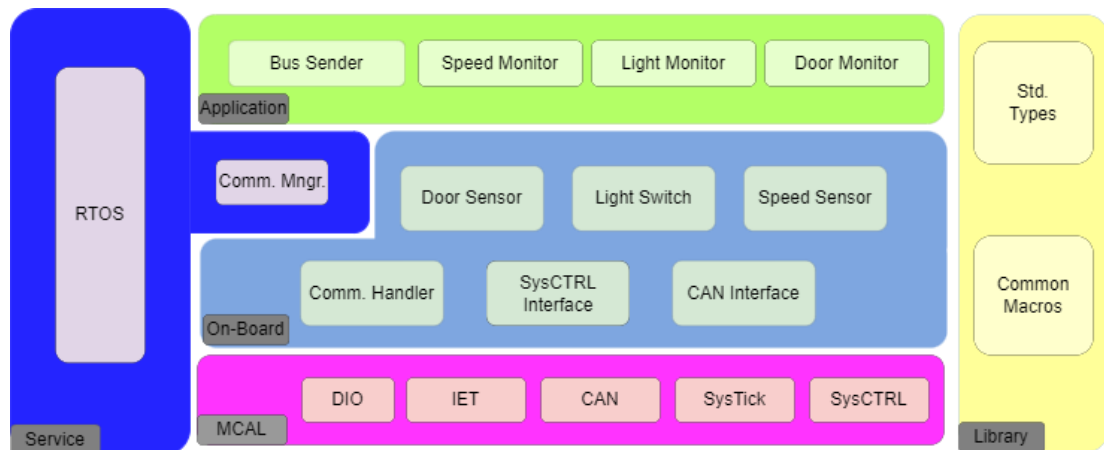 Bus Sender
Speed Monitor
Light Monitor
Door Monitor
Application
RTOS
Comm. Mngr.
Service
Door Sensor
Light Switch
Speed Sensor
Comm. Handler
SysCTRL
Interface
CAN Interface
On-Board
DIO
IET
CAN
SysTick
SysCTRL
MCAL
Std.
Types
Common
Macros
Library